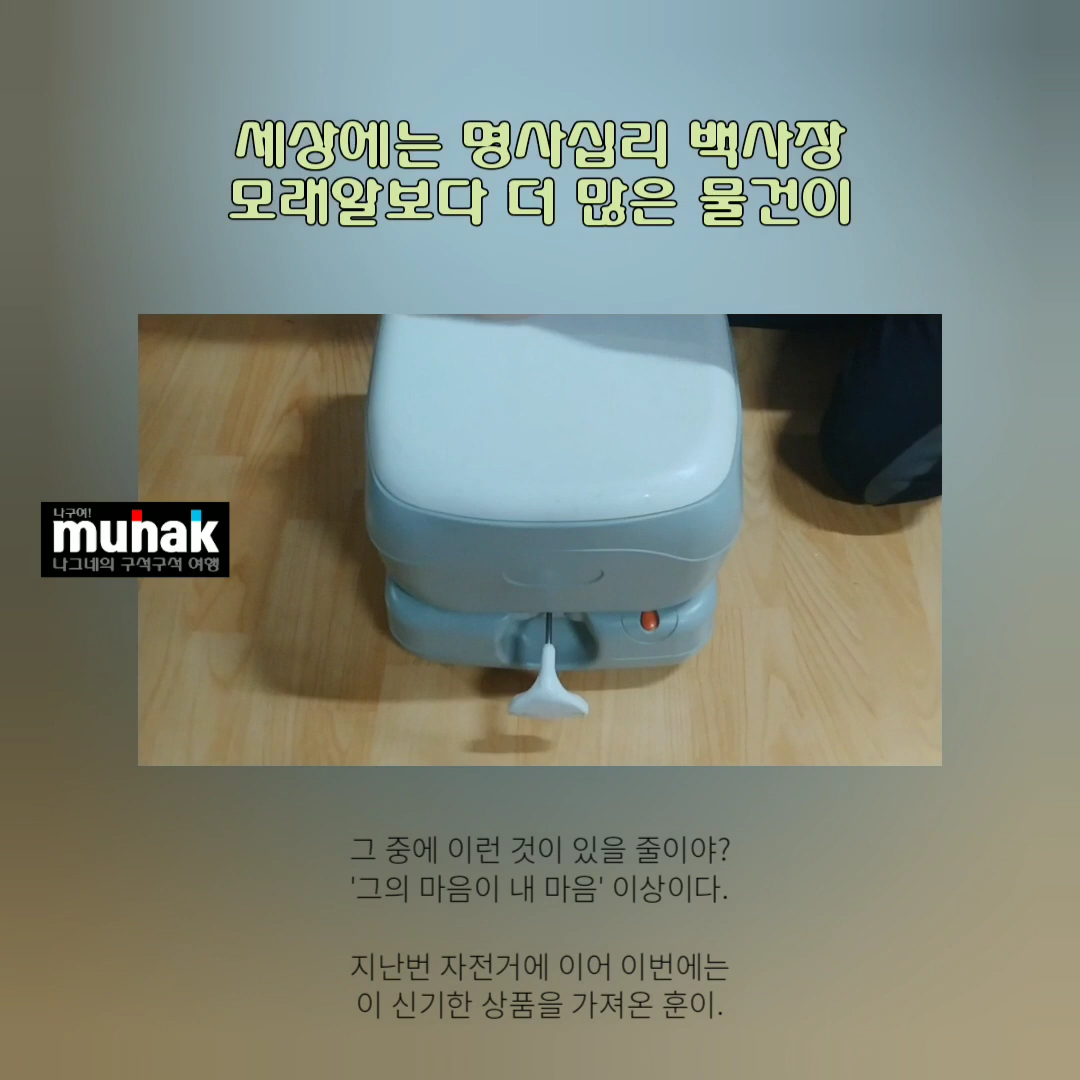 세상에는 명사십리 백사장
모래알보다 더 많은 물건이
나구여!
muhak
나그네의 구석구석 여행
그 중에 이런 것이 있을 줄이야?
'그의 마음이 내 마음' 이상이다.
지난번 자전거에 이어 이번에는
이 신기한 상품을 가져온 훈이.